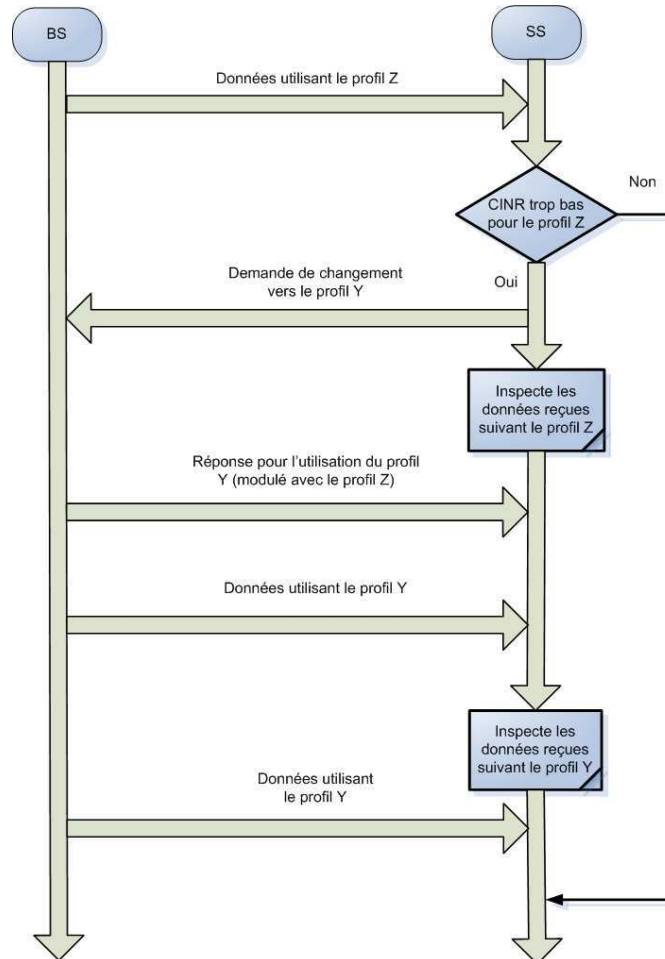 BS
SS
Données utilisant le profil Z
Non
CINR trop bas
pour le profil Z
Demande de changement
vers le profil Y
Oui
Inspecte les
données reçues
suivant le profil Z
Réponse pour l'utilisation du profil
Y (modulé avec le profil Z)
Données utilisant le profil Y
Inspecte les
données reçues
suivant le profil Y
Données utilisant
le profil Y